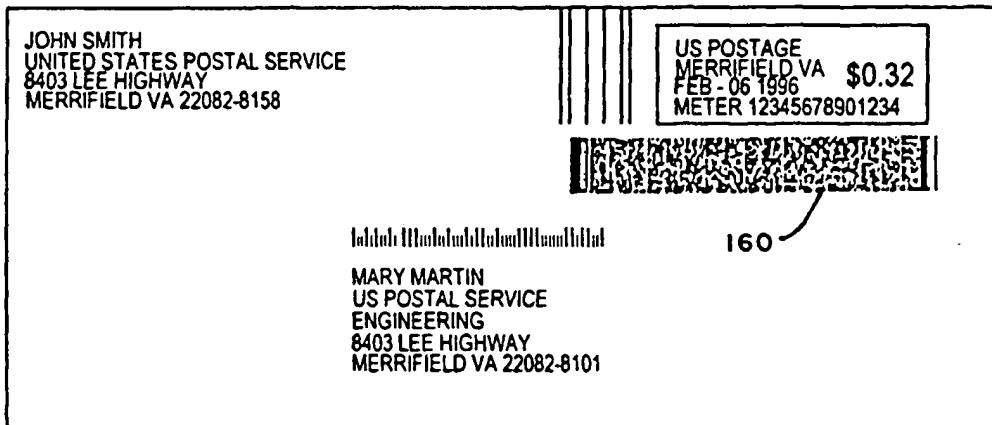 JOHN SMITH
UNITED STATES POSTAL SERVICE
8403 LEE HIGHWAY
MERRIFIELD VA 22082-8158
US POSTAGE
MERRIFIELD VA $0.32
FEB - 06 1996
METER 12345678901234
160
MARY MARTIN
US POSTAL SERVICE
ENGINEERING
8403 LEE HIGHWAY
MERRIFIELD VA 22082-8101